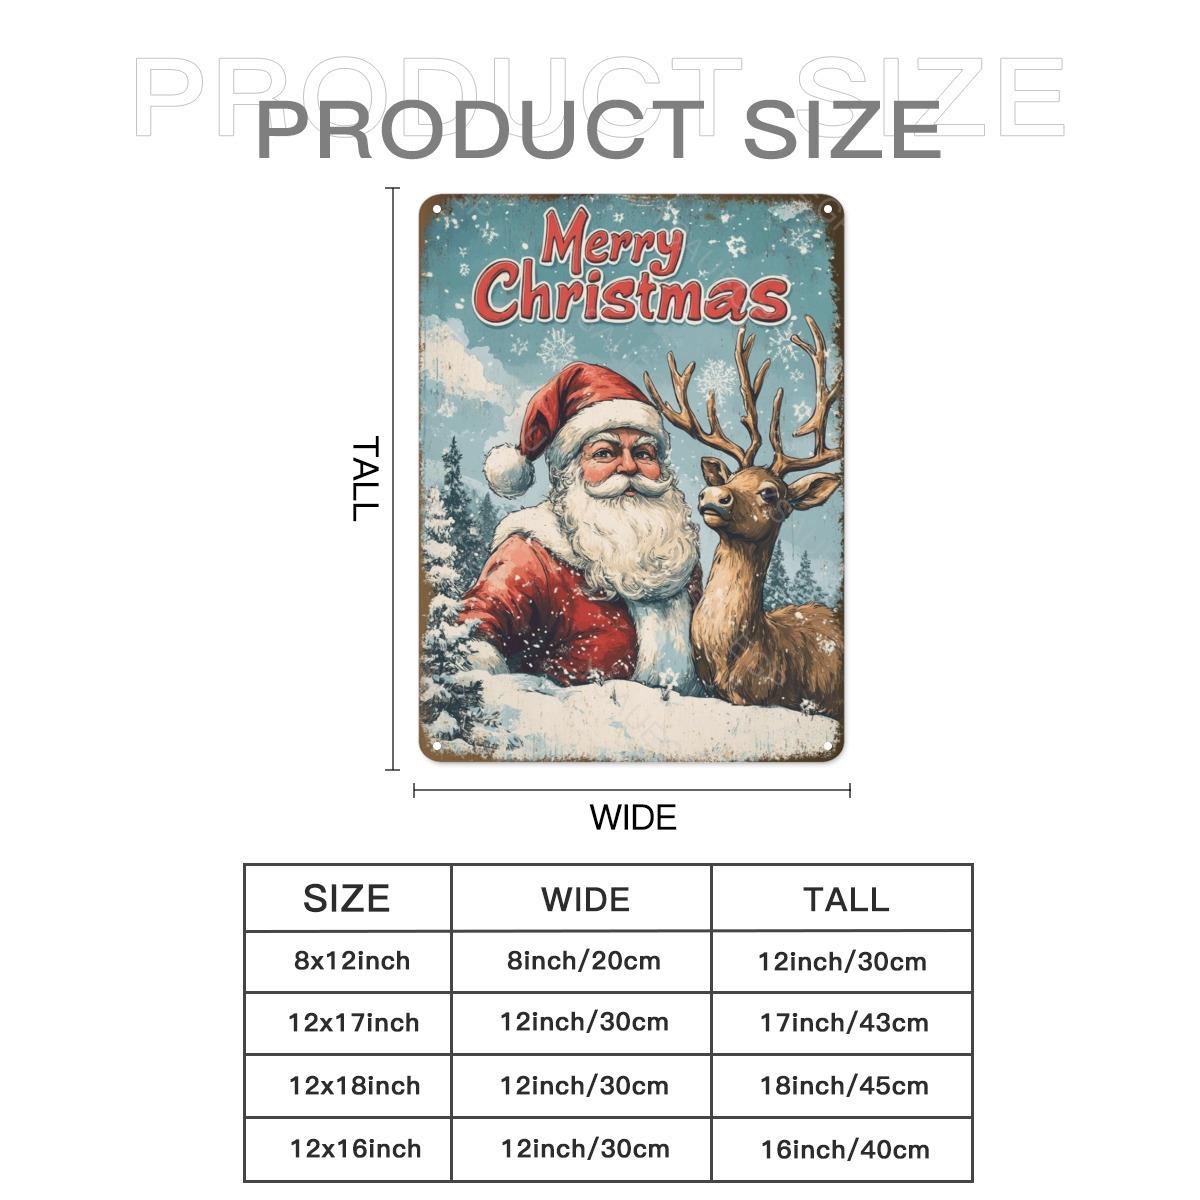 PRODUCT SIZE
PRODUCT SIZE
Merry
Christmas
TALL
WIDE
SIZE WIDE TALL
8x12inch 8inch/20cm 12inch/30cm
12x17inch 12inch/30cm 17inch/43cm
12x18inch 12inch/30cm 18inch/45cm
12x16inch 12inch/30cm 16inch/40cm